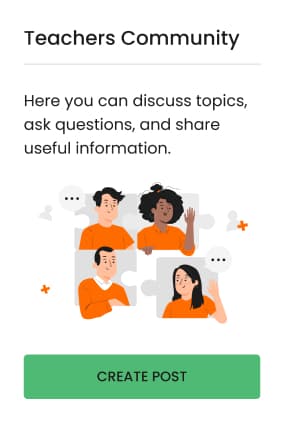 Teachers Community
Here you can discuss topics,
ask questions, and share
useful information.
CREATE POST